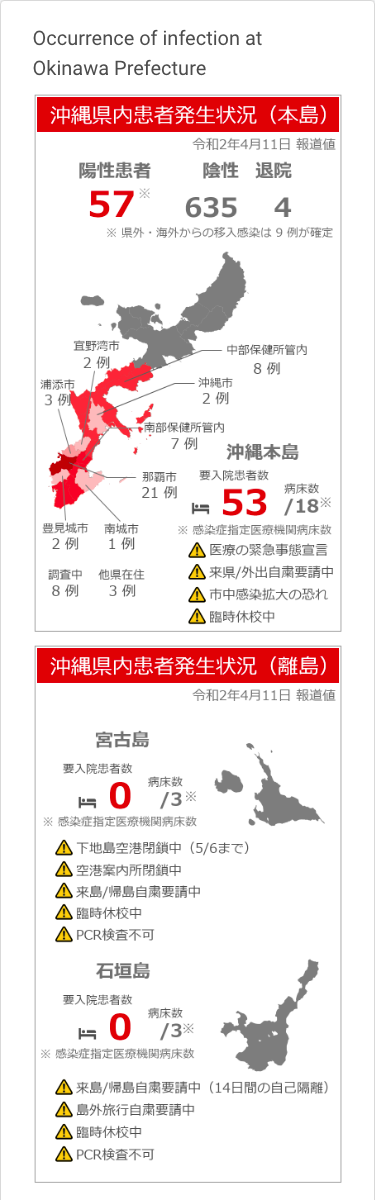 Occurrence of infection at
Okinawa Prefecture
沖縄県内患者発生状況（本島）
令和2年4月11日 報道値
陽性患者 陰性 退院
57※ 635 4
※ 県外・海外からの移入感染は 9 例が確定
宜野湾市
2 例
中部保健所管内
8 例
浦添市
3 例
沖縄市
2 例
南部保健所管内
7 例
沖縄本島
那覇市
21 例
要入院患者数
53
病床数
/18※
※ 感染症指定医療機関病床数
豊見城市
2 例
南城市
1 例
調査中
8 例
他県在住
3 例
医療の緊急事態宣言
来県/外出自粛要請中
市中感染拡大の恐れ
臨時休校中
沖縄県内患者発生状況（離島）
令和2年4月11日 報道値
宮古島
要入院患者数
0
病床数
/3※
※ 感染症指定医療機関病床数
下地島空港閉鎖中（5/6まで）
空港案内所閉鎖中
来島/帰島自粛要請中
臨時休校中
PCR検査不可
石垣島
要入院患者数
0
病床数
/3※
※ 感染症指定医療機関病床数
来島/帰島自粛要請中（14日間の自己隔離）
島外旅行自粛要請中
臨時休校中
PCR検査不可